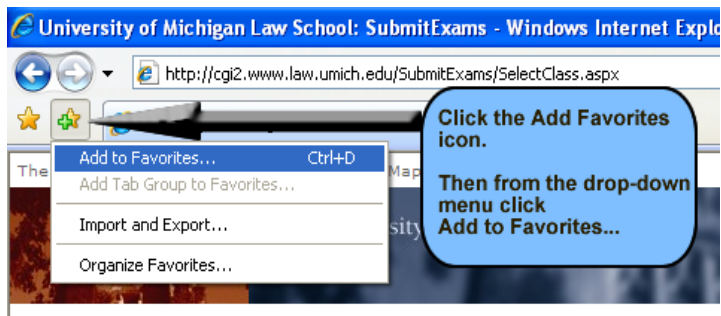 University of Michigan Law School: SubmitExams - Windows Internet Explo
http://cgi2.www.law.umich.edu/SubmitExams/SelectClass.aspx
Click the Add Favorites
icon.
Then from the drop-down
menu click
Add to Favorites...
Add to Favorites... Ctrl+D
Add Tab Group to Favorites...
Import and Export...
Organize Favorites...
The
Map
sity